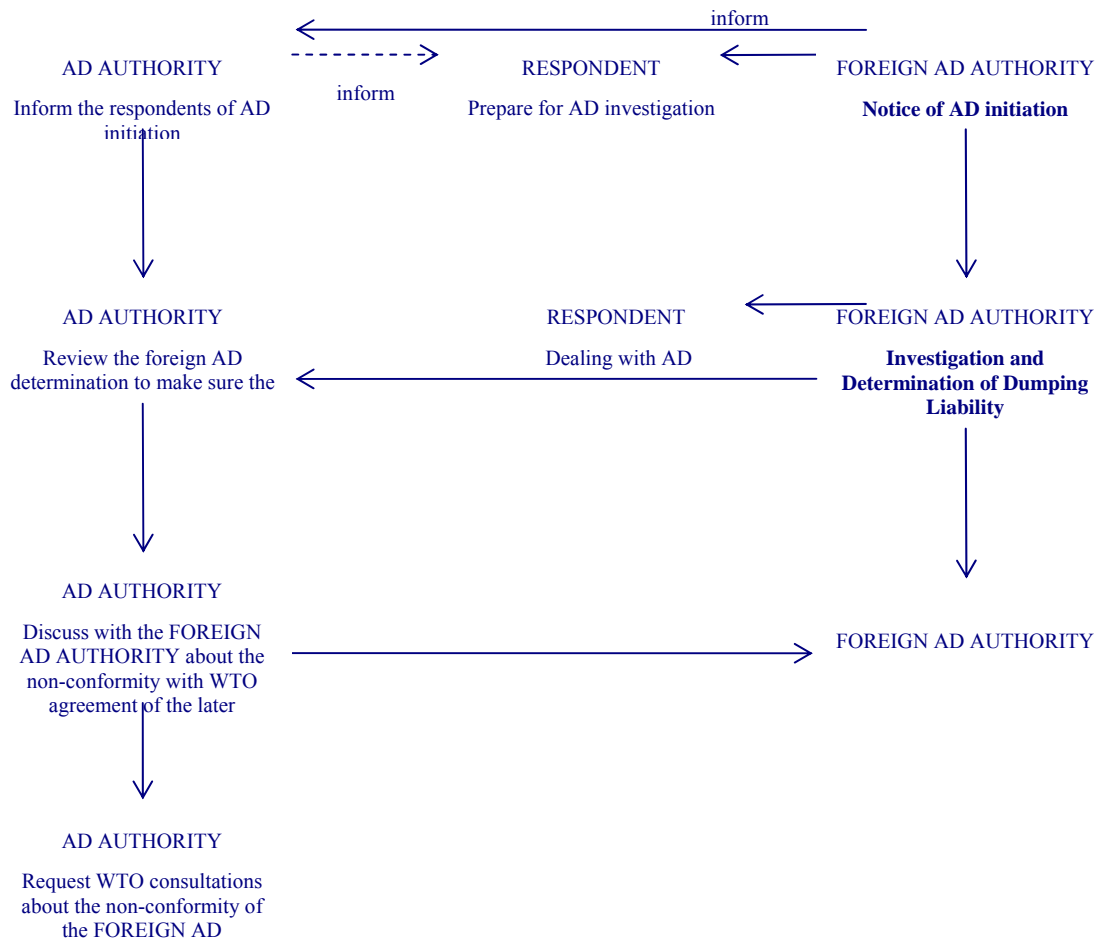 inform
AD AUTHORITY
Inform the respondents of AD
initiation
inform
RESPONDENT
Prepare for AD investigation
FOREIGN AD AUTHORITY
Notice of AD initiation
AD AUTHORITY
Review the foreign AD
determination to make sure the
RESPONDENT
Dealing with AD
FOREIGN AD AUTHORITY
Investigation and
Determination of Dumping
Liability
AD AUTHORITY
Discuss with the FOREIGN
AD AUTHORITY about the
non-conformity with WTO
agreement of the later
FOREIGN AD AUTHORITY
AD AUTHORITY
Request WTO consultations
about the non-conformity of
the FOREIGN AD